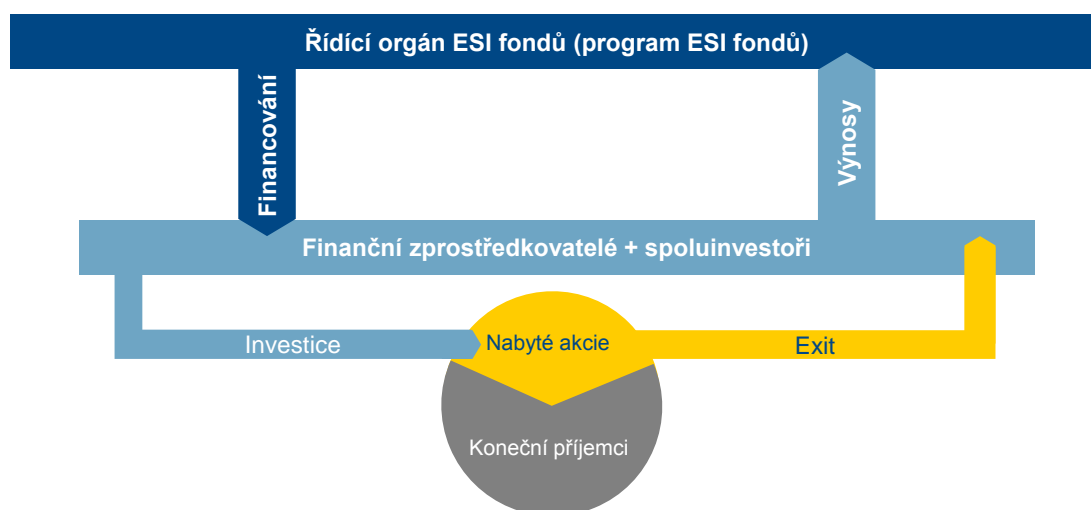 Řídící orgán ESI fondů (program ESI fondů)
Financování
Výnosy
Finanční zprostředkovatelé + spoluinvestoři
Investice
Nabyté akcie
Exit
Koneční příjemci